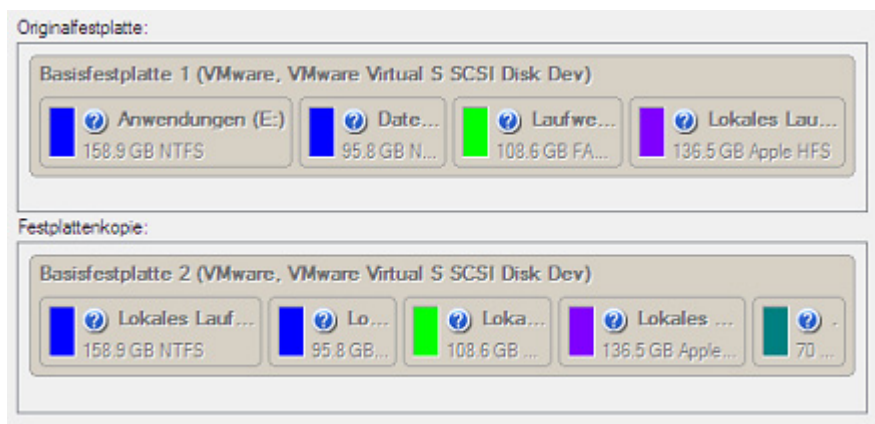 Originalfestplatte:
Basisfestplatte 1 (VMware, VMware Virtual S SCSI Disk Dev)
Anwendungen (E:)
158.9 GB NTFS
Date...
95.8 GB N...
Laufwe...
108.6 GB FA...
Lokales Lau...
136.5 GB Apple HFS
Festplattenkopie:
Basisfestplatte 2 (VMware, VMware Virtual S SCSI Disk Dev)
Lokales Lauf...
158.9 GB NTFS
Lo...
95.8 GB...
Loka...
108.6 GB ...
Lokales ...
136.5 GB Apple...
.
70 ...